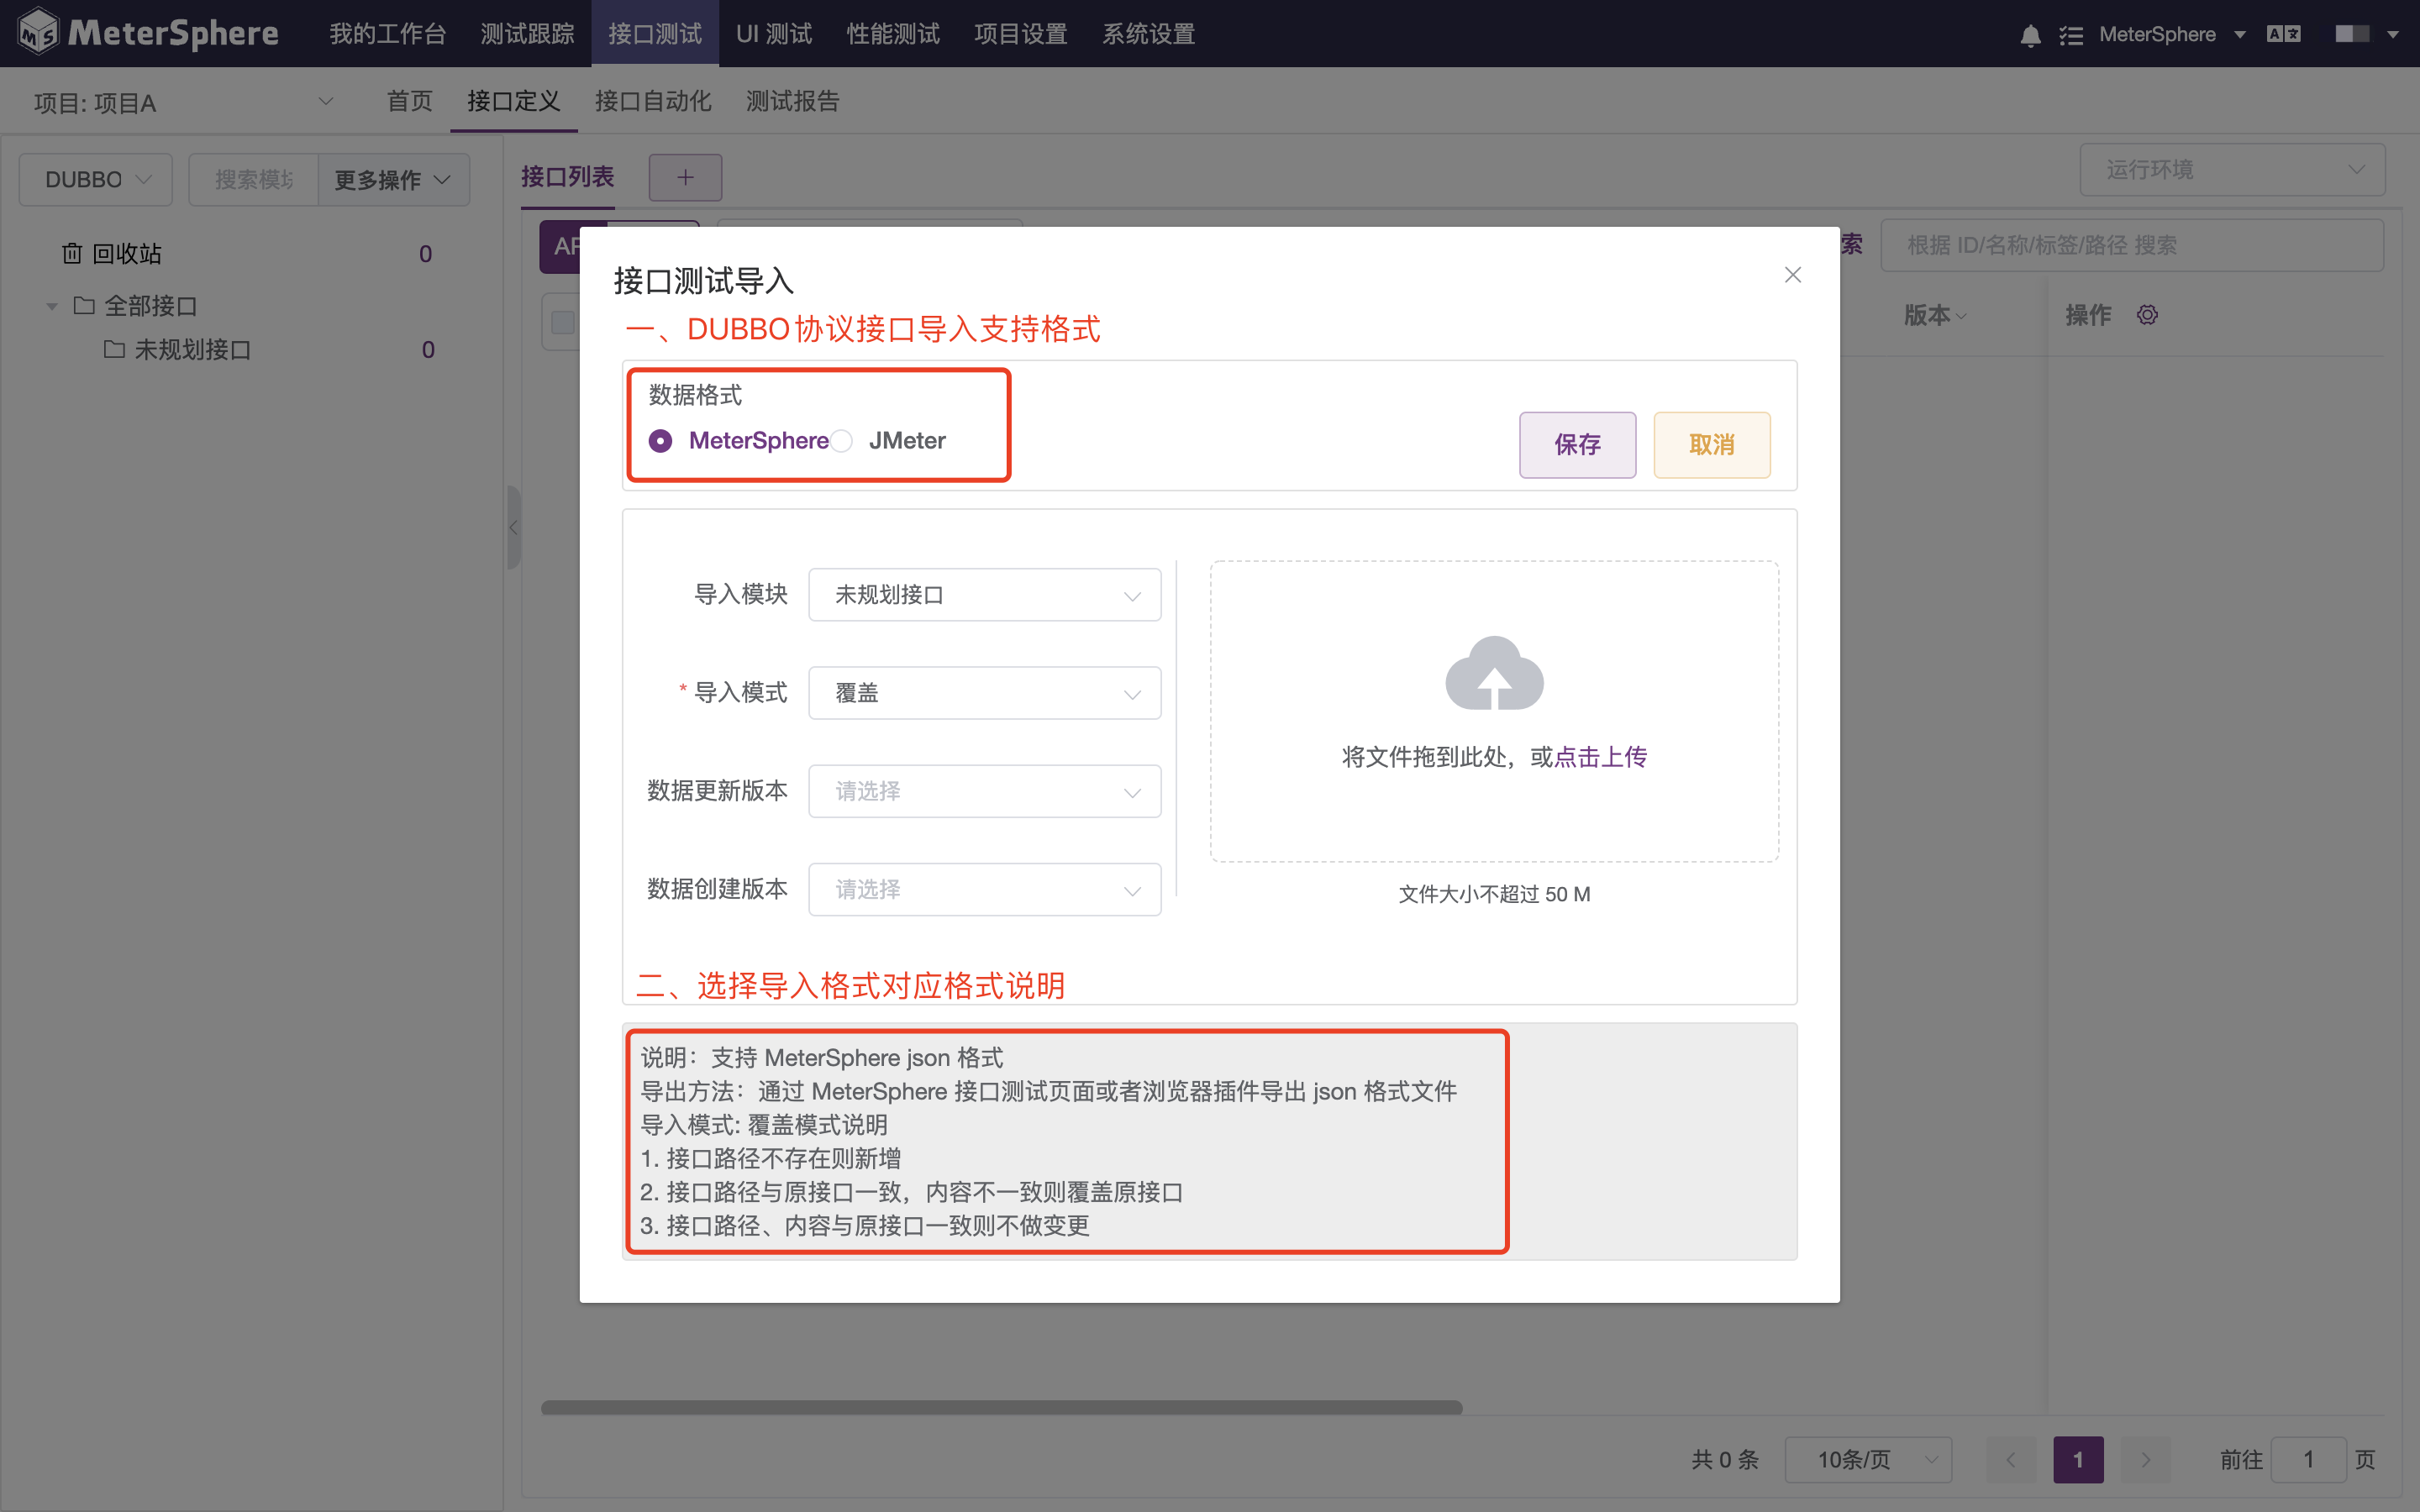 MeterSphere 我的工作台 测试跟踪 接口测试 UI 测试 性能测试 项目设置 系统设置 MeterSphere
项目: 项目A 首页 接口定义 接口自动化 测试报告
DUBBO 搜索模块 更多操作 接口列表 + 运行环境
回收站 0
全部接口
未规划接口 0
索 根据 ID/名称/标签/路径 搜索
版本 操作
接口测试导入
一、DUBBO协议接口导入支持格式
数据格式
MeterSphere JMeter
保存 取消
导入模块 未规划接口
* 导入模式 覆盖
数据更新版本 请选择
数据创建版本 请选择
将文件拖到此处，或点击上传
文件大小不超过 50 M
二、选择导入格式对应格式说明
说明：支持 MeterSphere json 格式
导出方法：通过 MeterSphere 接口测试页面或者浏览器插件导出 json 格式文件
导入模式: 覆盖模式说明
1. 接口路径不存在则新增
2. 接口路径与原接口一致，内容不一致则覆盖原接口
3. 接口路径、内容与原接口一致则不做变更
共 0 条 10条/页 1 前往 1 页